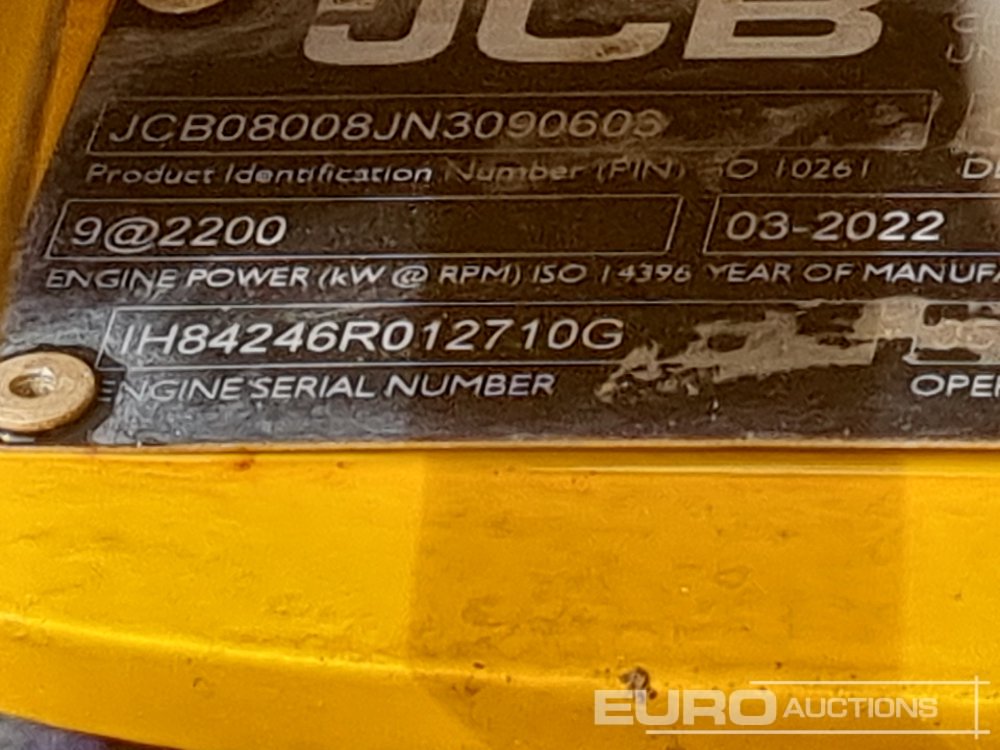 JCB
JCB08008JN3090603
Product Identification Number (PIN) ISO 10261
9@2200 03-2022
ENGINE POWER (kW @ RPM) ISO 14396 YEAR OF MANUFA
1H84246R012710G
ENGINE SERIAL NUMBER OPER
EURO AUCTIONS